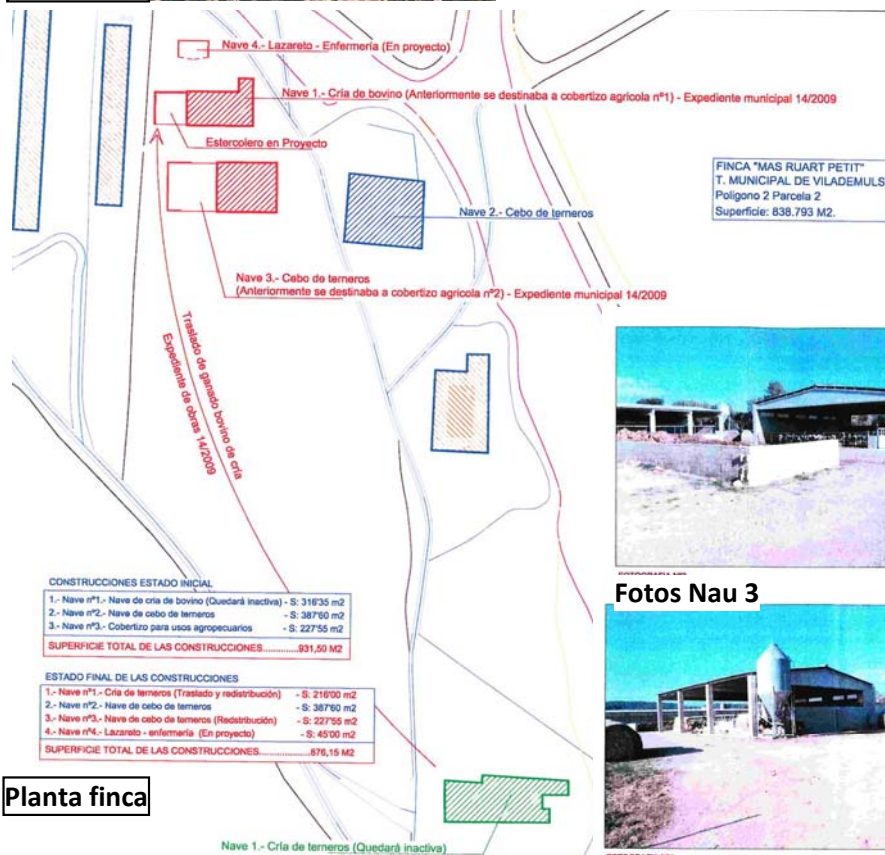 Nave 4.- Lazareto - Enfermería (En proyecto)
Nave 1.- Cría de bovino (Anteriormente se destinaba a cobertizo agrícola nº1) - Expediente municipal 14/2009
Estercolero en Proyecto
FINCA "MAS RUART PETIT"
T. MUNICIPAL DE VILADEMULS
Polígono 2 Parcela 2
Superficie: 838.793 M2.
Nave 2.- Cebo de terneros
Nave 3.- Cebo de terneros
(Anteriormente se destinaba a cobertizo agrícola nº2) - Expediente municipal 14/2009
Traslado de ganado bovino de cría
Expediente de obras 14/2009
Fotos Nau 3
CONSTRUCCIONES ESTADO INICIAL
1.- Nave nº1.- Nave de cría de bovino (Quedará inactiva) - S: 316'35 m2
2.- Nave nº2.- Nave de cebo de terneros - S: 387'60 m2
3.- Nave nº3.- Cobertizo para usos agropecuarios - S: 227'55 m2
SUPERFICIE TOTAL DE LAS CONSTRUCCIONES..............931,50 M2
ESTADO FINAL DE LAS CONSTRUCCIONES
1.- Nave nº1.- Cría de terneros (Traslado y redistribución) - S: 216'00 m2
2.- Nave nº2.- Nave de cebo de terneros - S: 387'60 m2
3.- Nave nº3.- Nave de cebo de terneros (Redistribución) - S: 227'55 m2
4.- Nave nº4.- Lazareto - enfermería (En proyecto) - S: 45'00 m2
SUPERFICIE TOTAL DE LAS CONSTRUCCIONES..............876,15 M2
Planta finca
Nave 1.- Cría de terneros (Quedará inactiva)